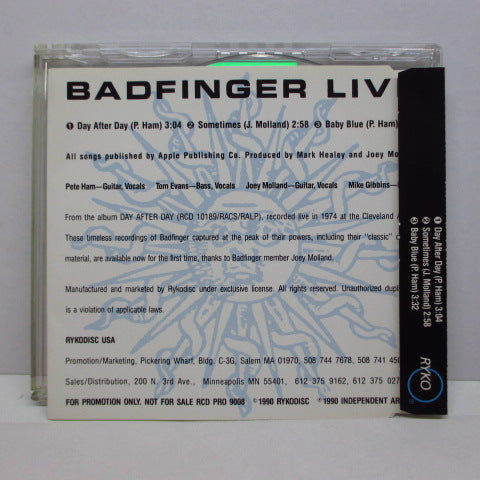 BADFINGER LIV
❶ Day After Day (P. Ham) 3:04 ❷ Sometimes (J. Molland) 2:58 ❸ Baby Blue (P. Ham)
All songs published by Apple Publishing Co. Produced by Mark Healey and Joey Mo
Pete Ham—Guitar, Vocals Tom Evans—Bass, Vocals Joey Molland—Guitar, Vocals Mike Gibbins—
From the album DAY AFTER DAY (RCD 10189/RACS/RALP), recorded live in 1974 at the Cleveland
These timeless recordings of Badfinger captured at the peak of their powers, including their "classic"
material, are available now for the first time, thanks to Badfinger member Joey Molland.
Manufactured and marketed by Rykodisc under exclusive license. All rights reserved. Unauthorized dupl
is a violation of applicable laws.
RYKODISC USA
Promotion/Marketing, Pickering Wharf, Bldg. C-3G, Salem MA 01970, 508 744 7678, 508 741 450
Sales/Distribution, 200 N. 3rd Ave., Minneapolis MN 55401, 612 375 9162, 612 375 027
FOR PROMOTION ONLY. NOT FOR SALE RCD PRO 9008 ©1990 RYKODISC ℗1990 INDEPENDENT AR
❶ Day After Day (P. Ham) 3:04
❷ Sometimes (J. Molland) 2:58
❸ Baby Blue (P. Ham) 3:32
RYKO